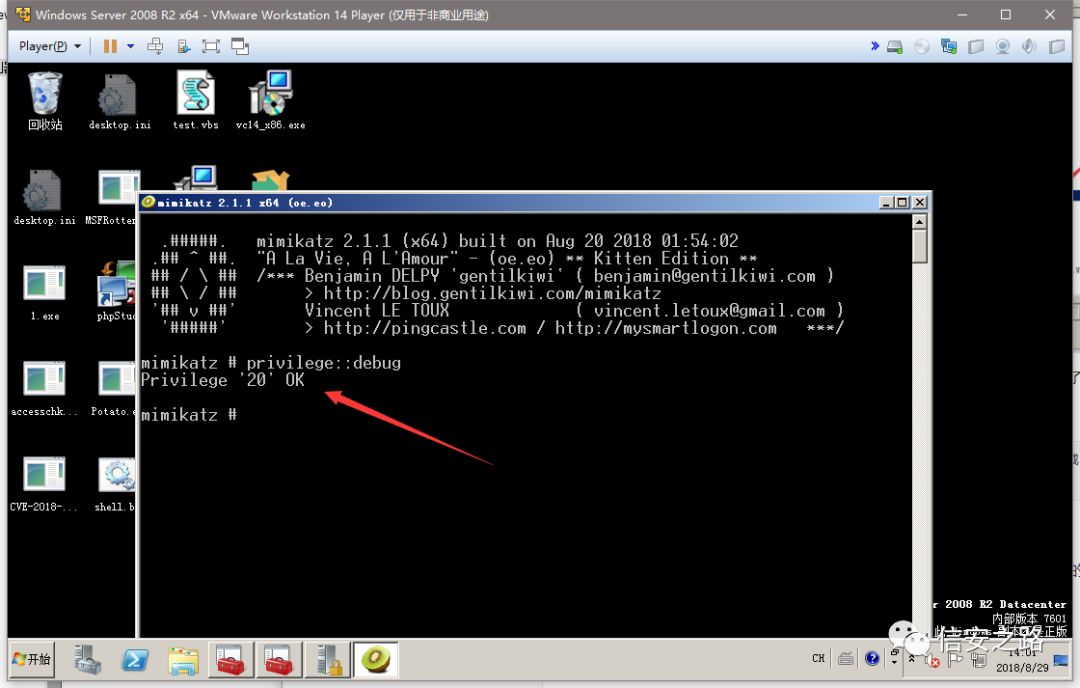 Windows Server 2008 R2 x64 - VMware Workstation 14 Player (仅用于非商业用途)
Player(P)
回收站
desktop.ini
test.vbs
vc14_x86.exe
desktop.ini
MSFRotten
1.exe
phpStud
accesschk...
Potato.e
CVE-2018-...
shell.b
mimikatz 2.1.1 x64 (oe.eo)
.#####. mimikatz 2.1.1 (x64) built on Aug 20 2018 01:54:02
.## ^ ##. "A La Vie, A L'Amour" - (oe.eo) ** Kitten Edition **
## / \ ## /*** Benjamin DELPY `gentilkiwi` ( benjamin@gentilkiwi.com )
## \ / ## > http://blog.gentilkiwi.com/mimikatz
'## v ##' Vincent LE TOUX ( vincent.letoux@gmail.com )
'#####' > http://pingcastle.com / http://mysmartlogon.com ***/
mimikatz # privilege::debug
Privilege '20' OK
mimikatz #
r 2008 R2 Datacenter
内部版本 7601
正版
信安之路
开始
CH
14:01
2018/8/29